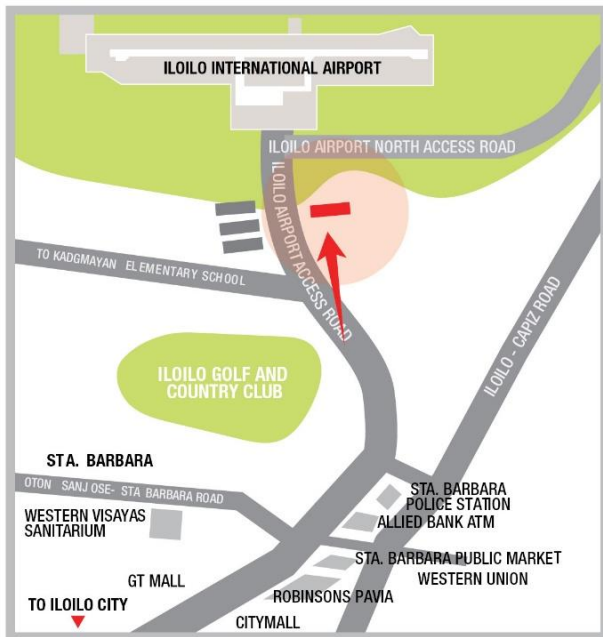 ILOILO INTERNATIONAL AIRPORT
ILOILO AIRPORT NORTH ACCESS ROAD
ILOILO AIRPORT ACCESS ROAD
TO KADGMAYAN ELEMENTARY SCHOOL
ILOILO - CAPIZ ROAD
ILOILO GOLF AND
COUNTRY CLUB
STA. BARBARA
OTON SANJ OSE- STA BARBARA ROAD
STA. BARBARA
POLICE STATION
ALLIED BANK ATM
WESTERN VISAYAS
SANITARIUM
STA. BARBARA PUBLIC MARKET
WESTERN UNION
GT MALL
ROBINSONS PAVIA
TO ILOILO CITY
CITYMALL